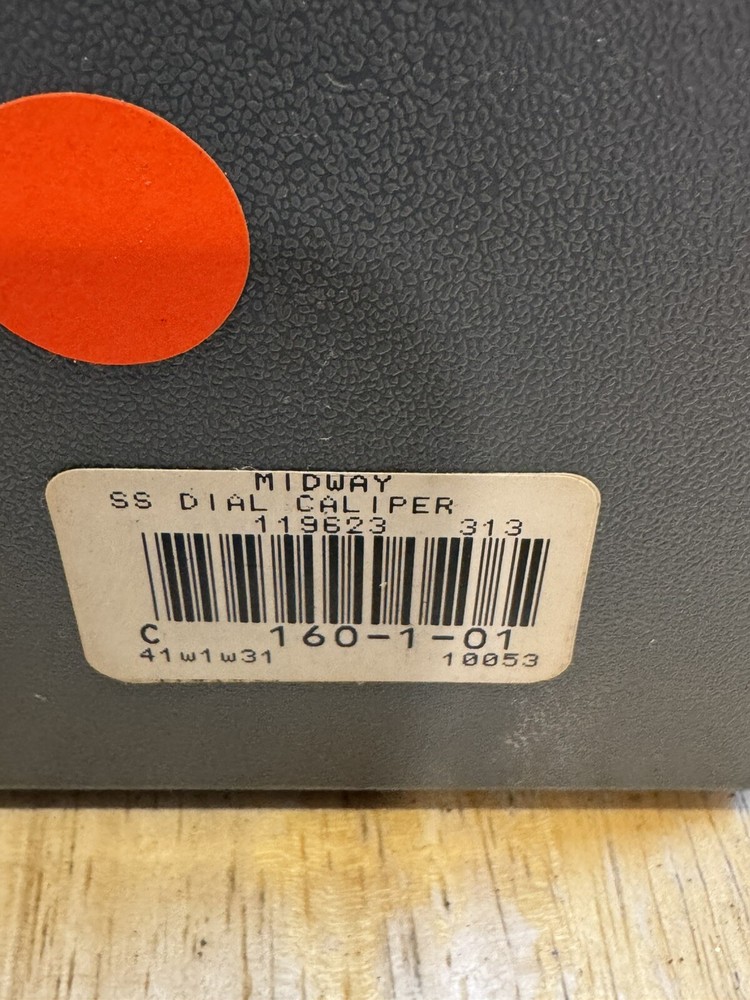 MIDWAY
SS DIAL CALIPER
119623 313
C 160-1-01
41w1w31 10053